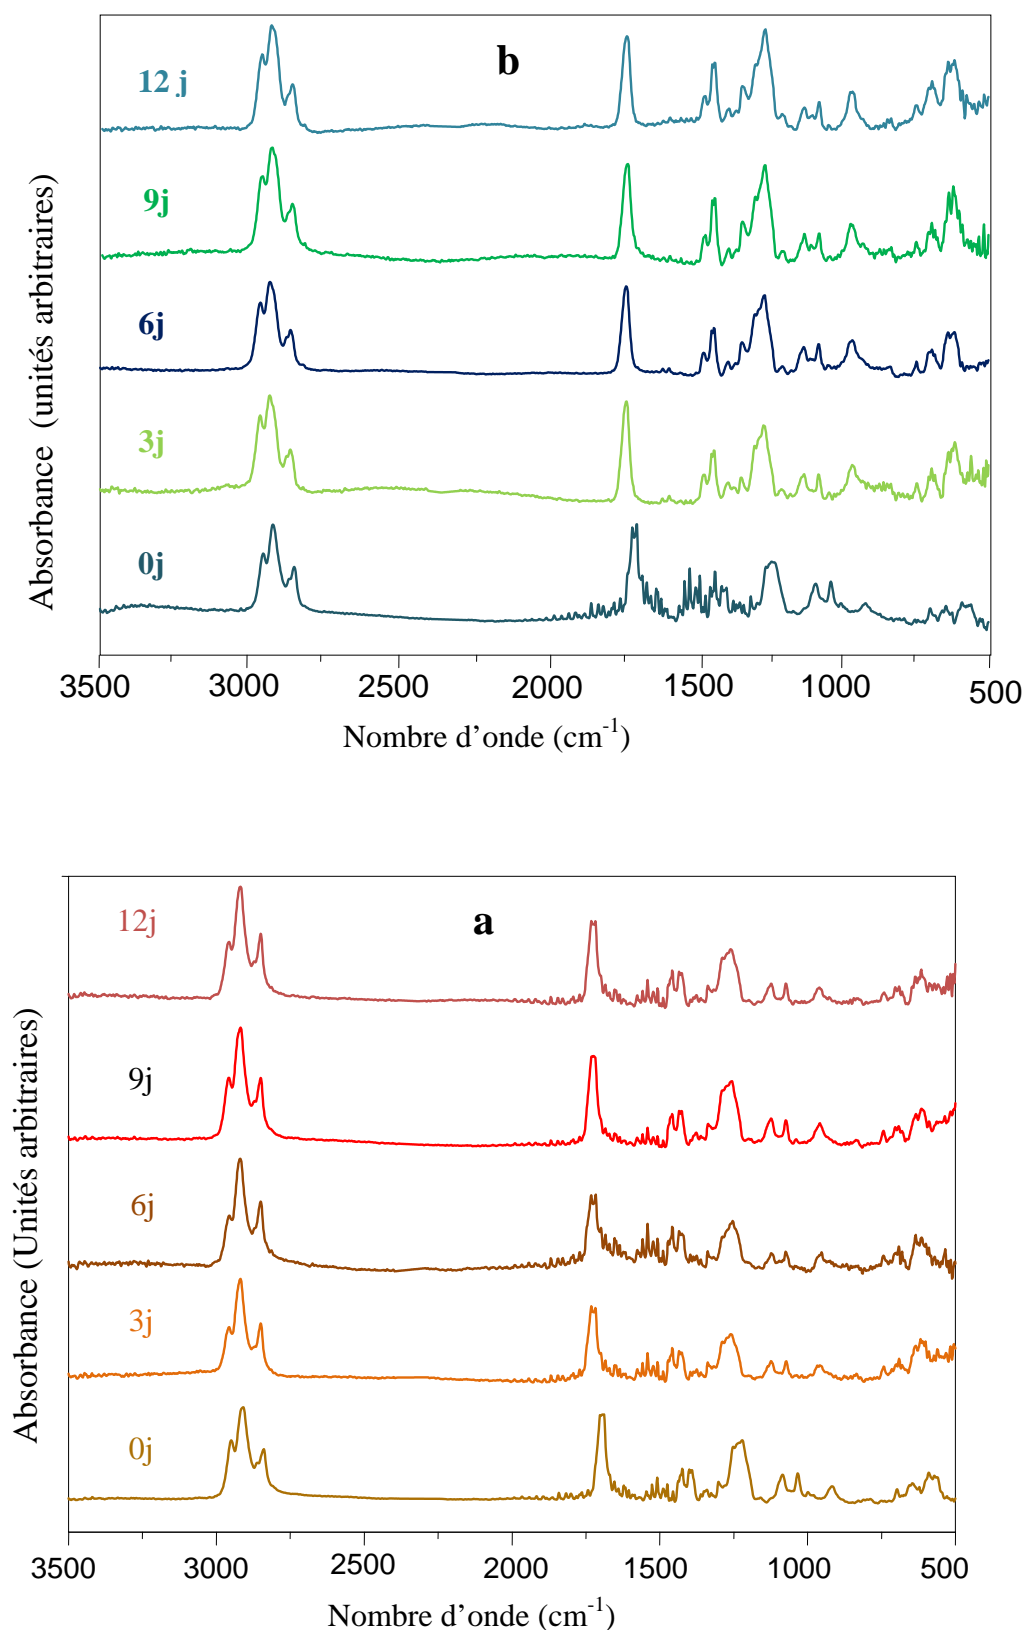 b
12 j
9j
6j
3j
0j
Absorbance (unités arbitraires)
3500 3000 2500 2000 1500 1000 500
Nombre d’onde (cm-1)
a
12j
9j
6j
3j
0j
Absorbance (Unités arbitraires)
3500 3000 2500 2000 1500 1000 500
Nombre d’onde (cm-1)